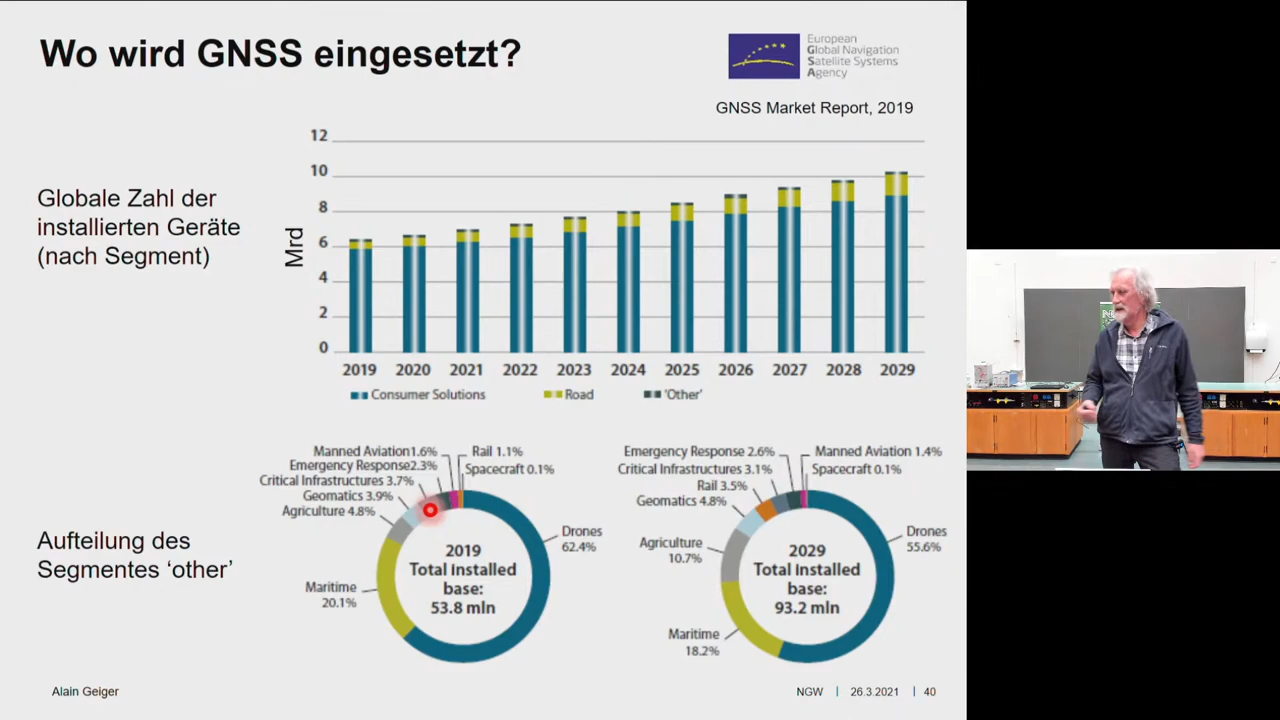 Wo wird GNSS eingesetzt?
European
Global Navigation
Satellite Systems
Agency
GNSS Market Report, 2019
Globale Zahl der
installierten Geräte
(nach Segment)
Mrd
12
10
8
6
4
2
0
2019 2020 2021 2022 2023 2024 2025 2026 2027 2028 2029
Consumer Solutions Road 'Other'
Aufteilung des
Segmentes ‘other’
Manned Aviation1.6%
Rail 1.1%
Emergency Response2.3%
Spacecraft 0.1%
Critical Infrastructures 3.7%
Geomatics 3.9%
Agriculture 4.8%
Drones
62.4%
Maritime
20.1%
2019
Total installed
base:
53.8 mln
Emergency Response 2.6%
Manned Aviation 1.4%
Critical Infrastructures 3.1%
Spacecraft 0.1%
Rail 3.5%
Geomatics 4.8%
Agriculture
10.7%
Drones
55.6%
Maritime
18.2%
2029
Total installed
base:
93.2 mln
Alain Geiger
NGW | 26.3.2021 | 40